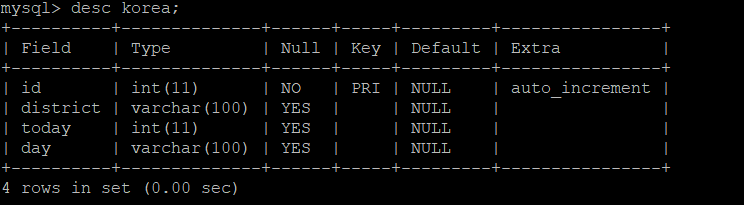 mysql> desc korea;
+----------+--------------+------+-----+---------+----------------+
| Field    | Type         | Null | Key | Default | Extra          |
+----------+--------------+------+-----+---------+----------------+
| id       | int(11)      | NO   | PRI | NULL    | auto_increment |
| district | varchar(100) | YES  |     | NULL    |                |
| today    | int(11)      | YES  |     | NULL    |                |
| day      | varchar(100) | YES  |     | NULL    |                |
+----------+--------------+------+-----+---------+----------------+
4 rows in set (0.00 sec)